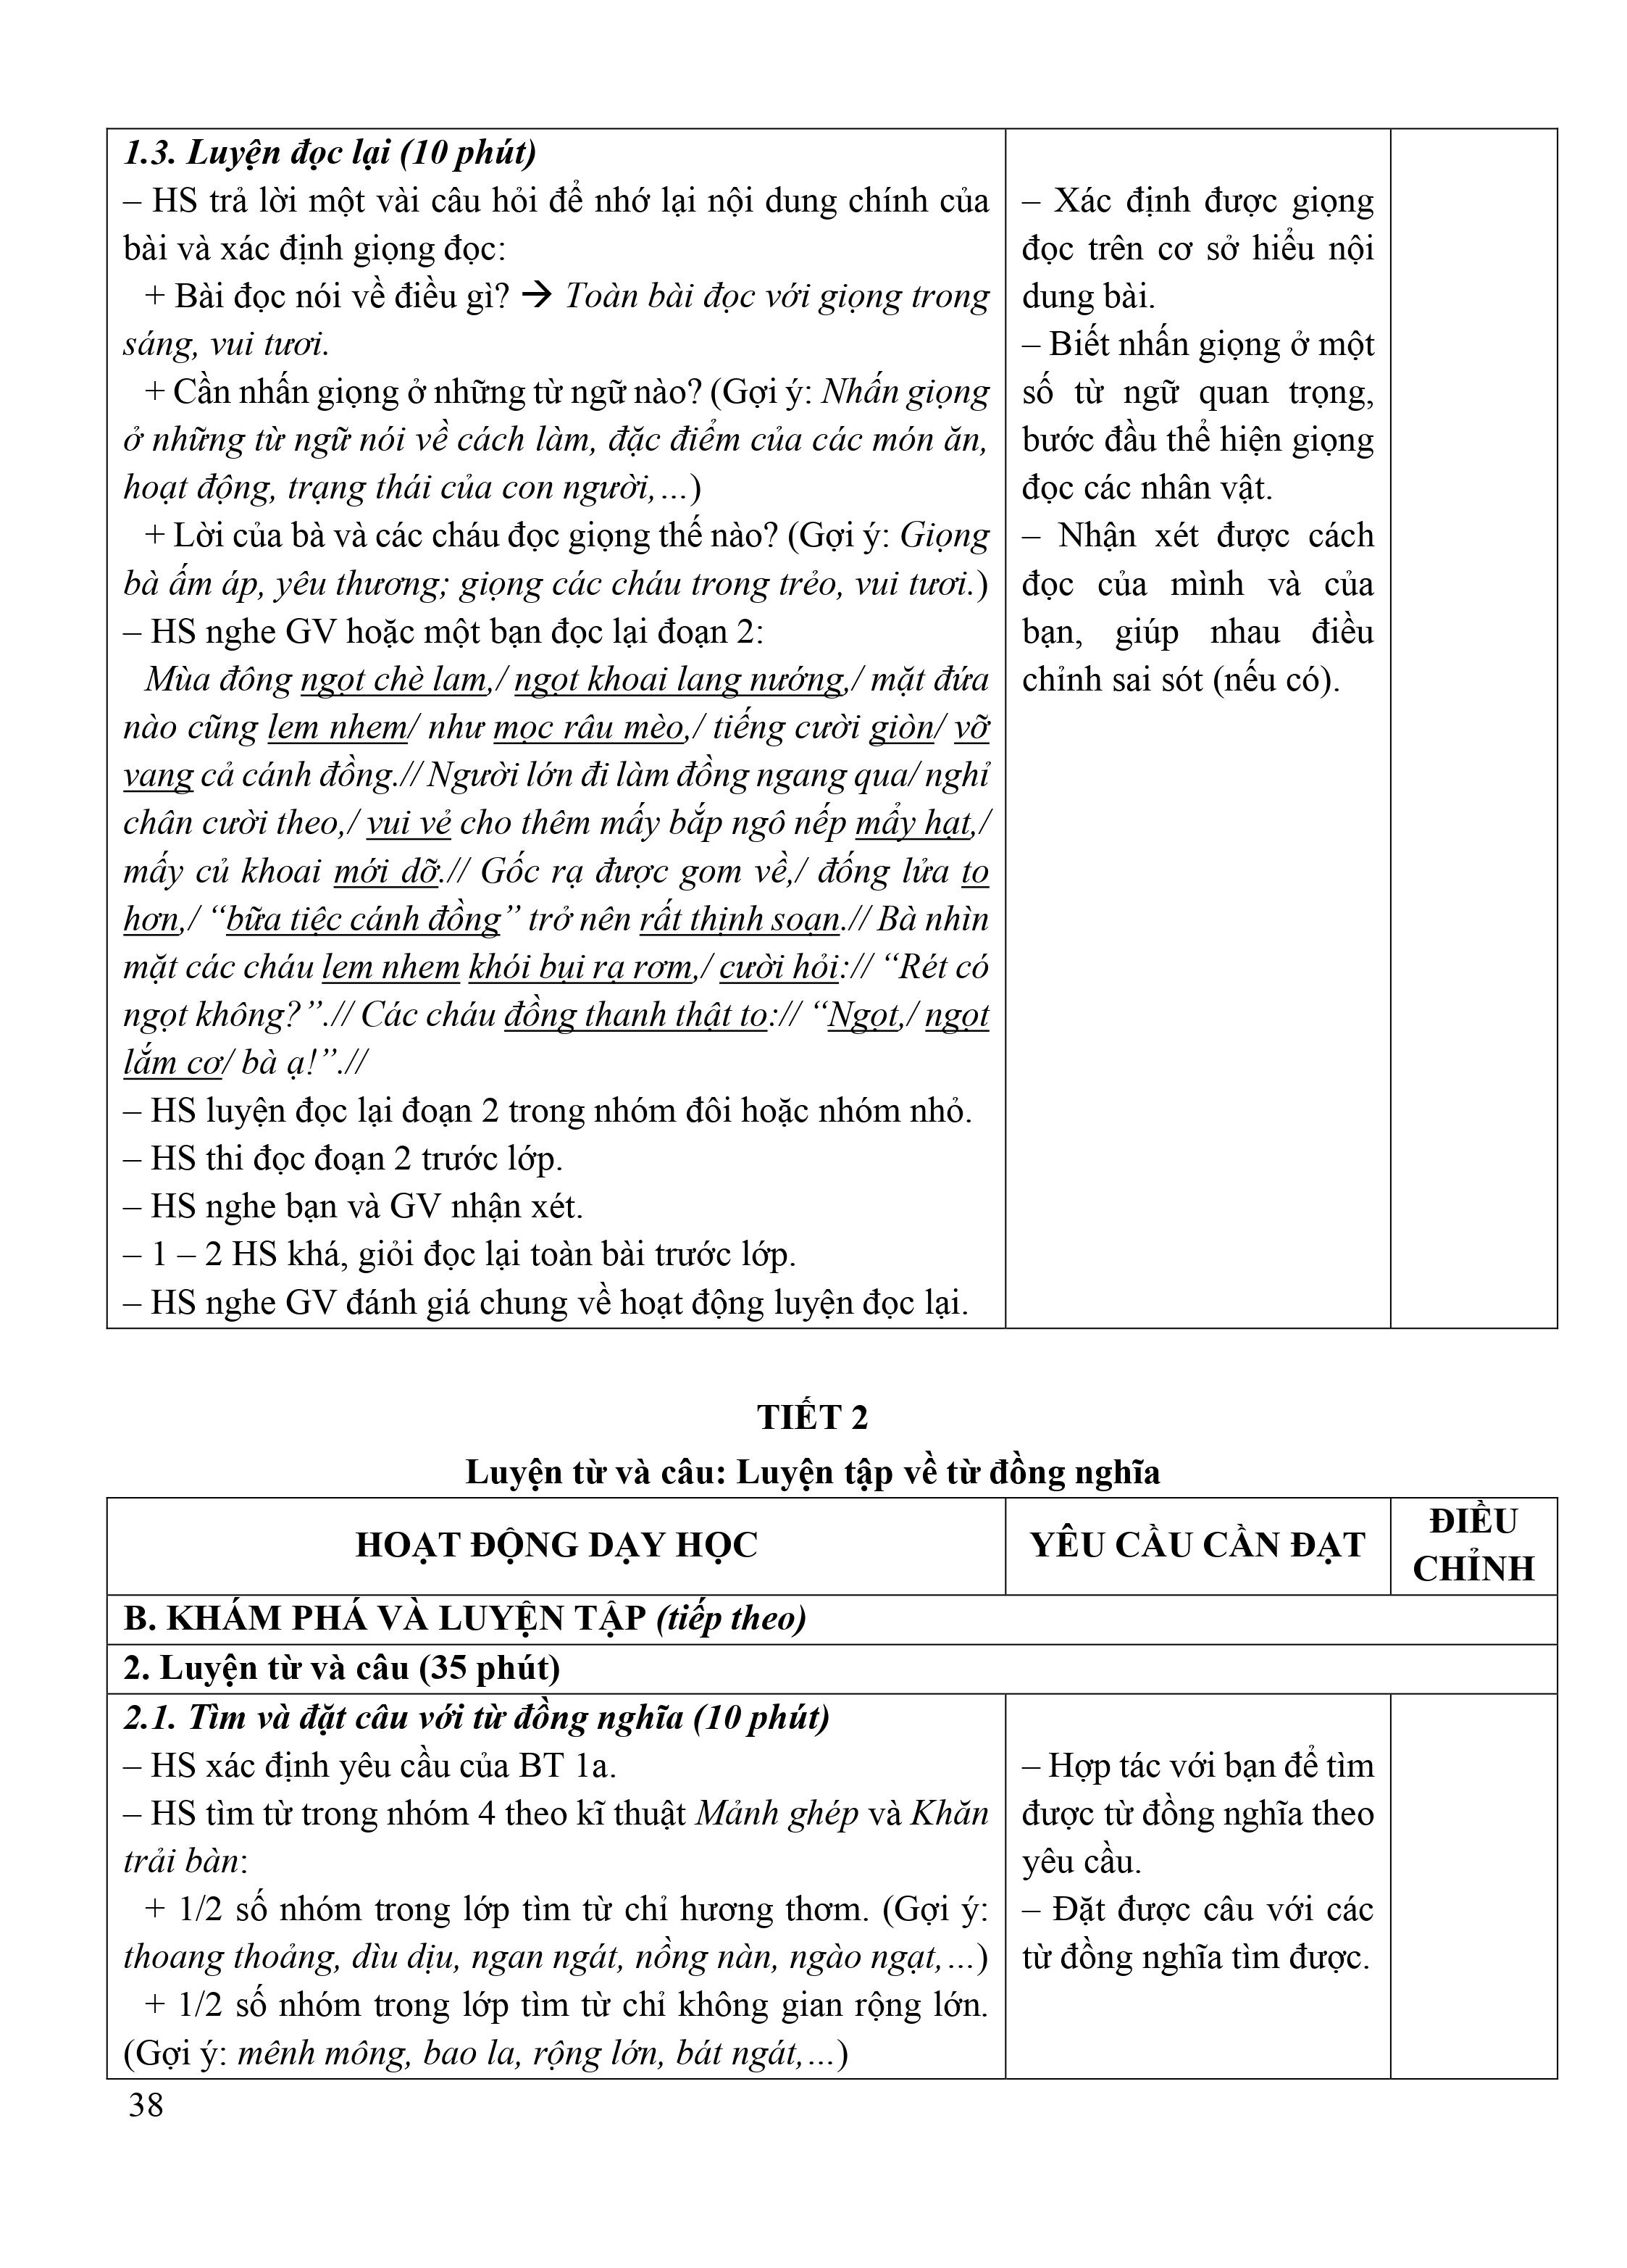 1.3. Luyện đọc lại (10 phút)
– HS trả lời một vài câu hỏi để nhớ lại nội dung chính của
bài và xác định giọng đọc:
+ Bài đọc nói về điều gì? → Toàn bài đọc với giọng trong
sáng, vui tươi.
+ Cần nhấn giọng ở những từ ngữ nào? (Gợi ý: Nhấn giọng
ở những từ ngữ nói về cách làm, đặc điểm của các món ăn,
hoạt động, trạng thái của con người,…)
+ Lời của bà và các cháu đọc giọng thế nào? (Gợi ý: Giọng
bà ấm áp, yêu thương; giọng các cháu trong trẻo, vui tươi.)
– HS nghe GV hoặc một bạn đọc lại đoạn 2:
Mùa đông ngọt chè lam,/ ngọt khoai lang nướng,/ mặt đứa
nào cũng lem nhem/ như mọc râu mèo,/ tiếng cười giòn/ vỡ
vang cả cánh đồng.// Người lớn đi làm đồng ngang qua/ nghỉ
chân cười theo,/ vui vẻ cho thêm mấy bắp ngô nếp mẩy hạt,/
mấy củ khoai mới dỡ.// Gốc rạ được gom về,/ đống lửa to
hơn,/ “bữa tiệc cánh đồng” trở nên rất thịnh soạn.// Bà nhìn
mặt các cháu lem nhem khói bụi rạ rơm,/ cười hỏi:// “Rét có
ngọt không?”.// Các cháu đồng thanh thật to:// “Ngọt,/ ngọt
lắm cơ/ bà ạ!”.//
– HS luyện đọc lại đoạn 2 trong nhóm đôi hoặc nhóm nhỏ.
– HS thi đọc đoạn 2 trước lớp.
– HS nghe bạn và GV nhận xét.
– 1 – 2 HS khá, giỏi đọc lại toàn bài trước lớp.
– HS nghe GV đánh giá chung về hoạt động luyện đọc lại.
– Xác định được giọng
đọc trên cơ sở hiểu nội
dung bài.
– Biết nhấn giọng ở một
số từ ngữ quan trọng,
bước đầu thể hiện giọng
đọc các nhân vật.
– Nhận xét được cách
đọc của mình và của
bạn, giúp nhau điều
chỉnh sai sót (nếu có).
TIẾT 2
Luyện từ và câu: Luyện tập về từ đồng nghĩa
HOẠT ĐỘNG DẠY HỌC
YÊU CẦU CẦN ĐẠT
ĐIỀU
CHỈNH
B. KHÁM PHÁ VÀ LUYỆN TẬP (tiếp theo)
2. Luyện từ và câu (35 phút)
2.1. Tìm và đặt câu với từ đồng nghĩa (10 phút)
– HS xác định yêu cầu của BT 1a.
– HS tìm từ trong nhóm 4 theo kĩ thuật Mảnh ghép và Khăn
trải bàn:
+ 1/2 số nhóm trong lớp tìm từ chỉ hương thơm. (Gợi ý:
thoang thoảng, dìu dịu, ngan ngát, nồng nàn, ngào ngạt,…)
+ 1/2 số nhóm trong lớp tìm từ chỉ không gian rộng lớn.
(Gợi ý: mênh mông, bao la, rộng lớn, bát ngát,…)
– Hợp tác với bạn để tìm
được từ đồng nghĩa theo
yêu cầu.
– Đặt được câu với các
từ đồng nghĩa tìm được.
38